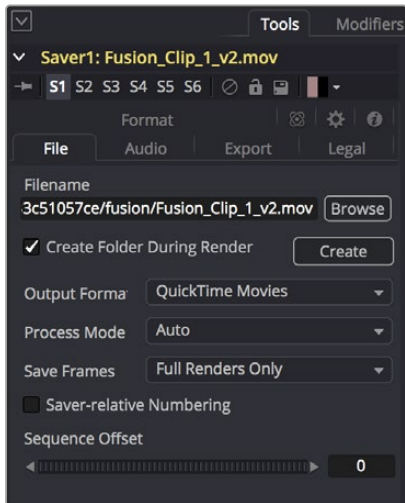 Tools Modifiers
Saver1: Fusion_Clip_1_v2.mov
S1 S2 S3 S4 S5 S6
Format
File Audio Export Legal
Filename
3c51057ce/fusion/Fusion_Clip_1_v2.mov Browse
Create Folder During Render Create
Output Forma QuickTime Movies
Process Mode Auto
Save Frames Full Renders Only
Saver-relative Numbering
Sequence Offset
0